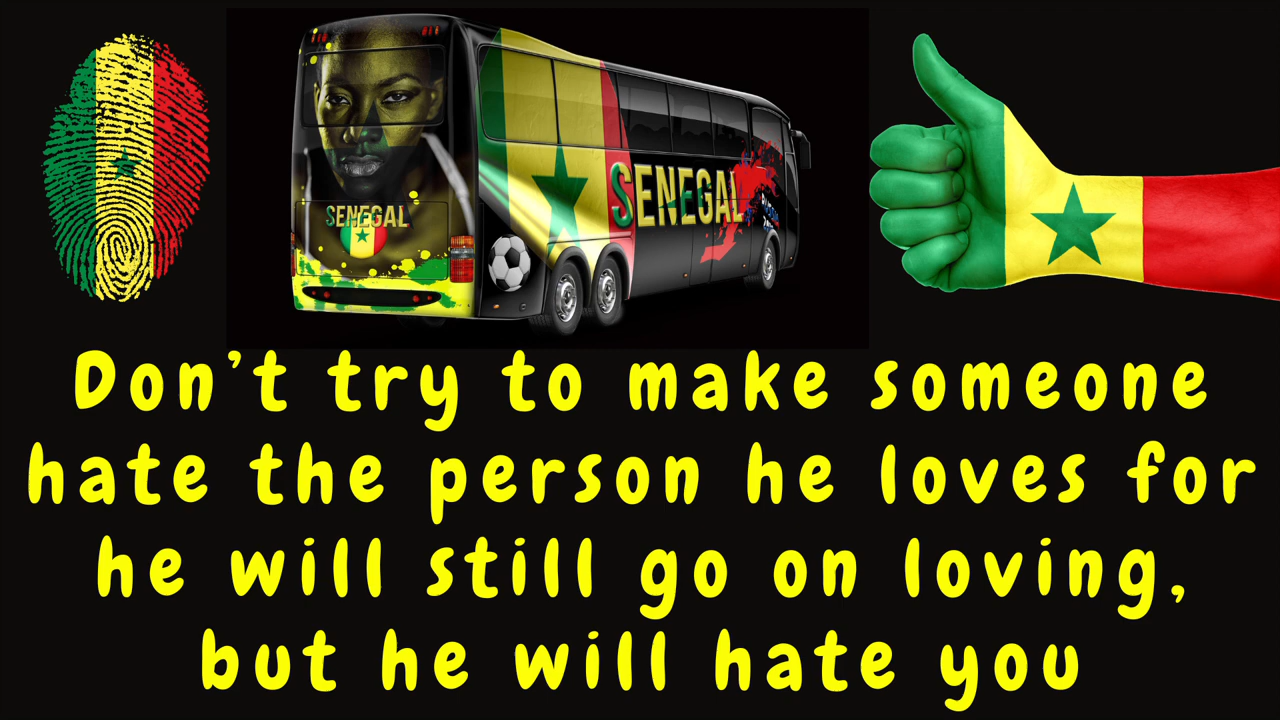 SENEGAL
SENEGAL
Don’t try to make someone
hate the person he loves for
he will still go on loving,
but he will hate you